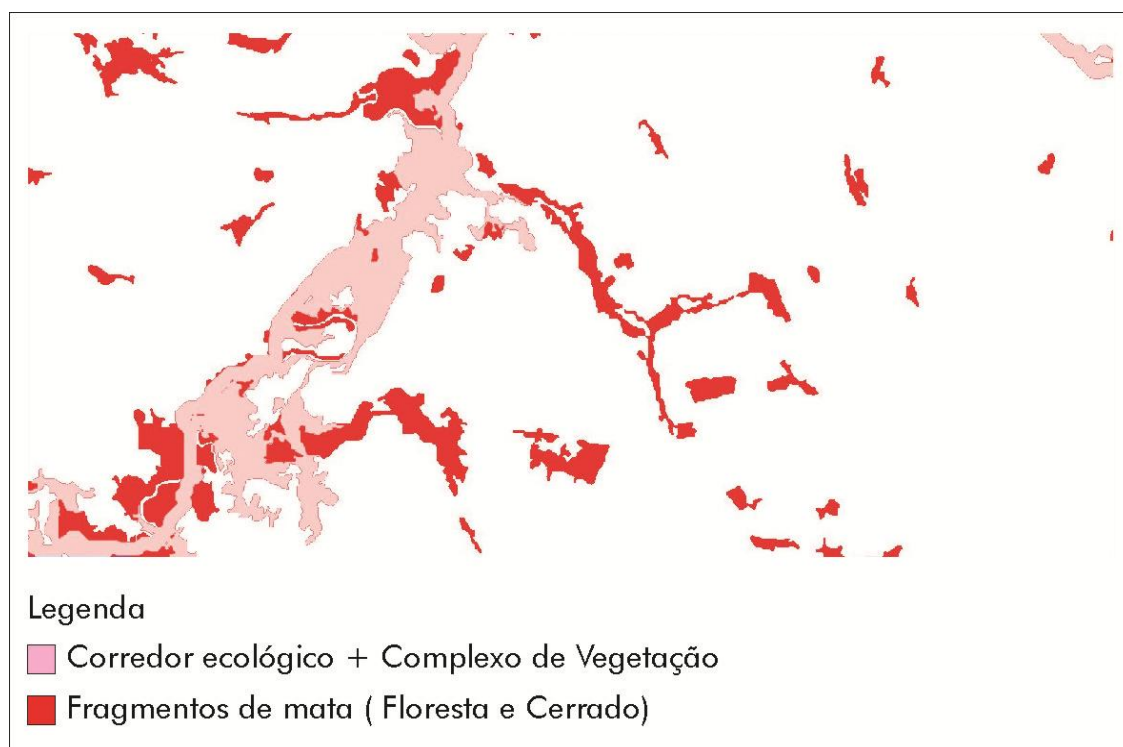 Legenda
Corredor ecológico + Complexo de Vegetação
Fragmentos de mata ( Floresta e Cerrado)